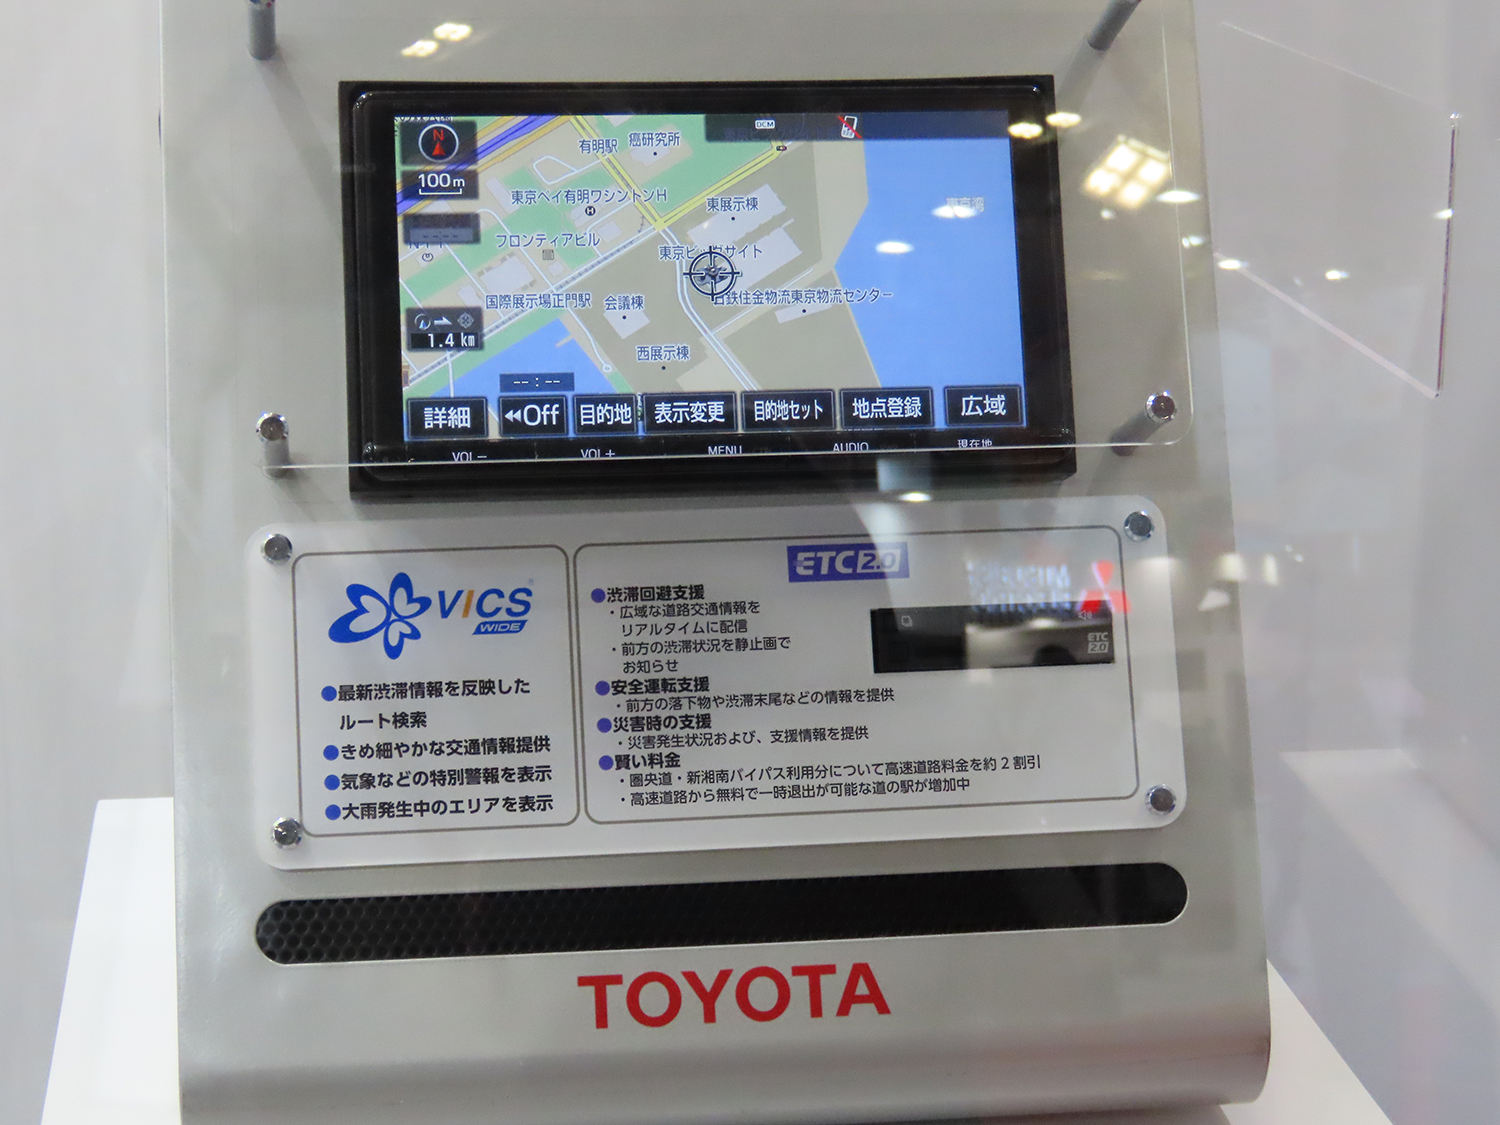 N
100m
DCM
有明駅
癌研究所
東京ベイ有明ワシントンH
東展示棟
東京湾
フロンティアビル
東京ビッグサイト
国際展示場正門駅
会議棟
日鉄住金物流東京物流センター
1.4 km
西展示棟
-- : --
詳細
Off
目的地
表示変更
目的地セット
地点登録
広域
VOL－
VOL＋
MENU
AUDIO
現在地
VICS
WIDE
●最新渋滞情報を反映した
ルート検索
●きめ細やかな交通情報提供
●気象などの特別警報を表示
●大雨発生中のエリアを表示
ETC 2.0
●渋滞回避支援
・広域な道路交通情報を
リアルタイムに配信
・前方の渋滞状況を静止画で
お知らせ
●安全運転支援
・前方の落下物や渋滞末尾などの情報を提供
●災害時の支援
・災害発生状況および、支援情報を提供
●賢い料金
・圏央道・新湘南バイパス利用分について高速道路料金を約2割引
・高速道路から無料で一時退出が可能な道の駅が増加中
ETC
2.0
TOYOTA